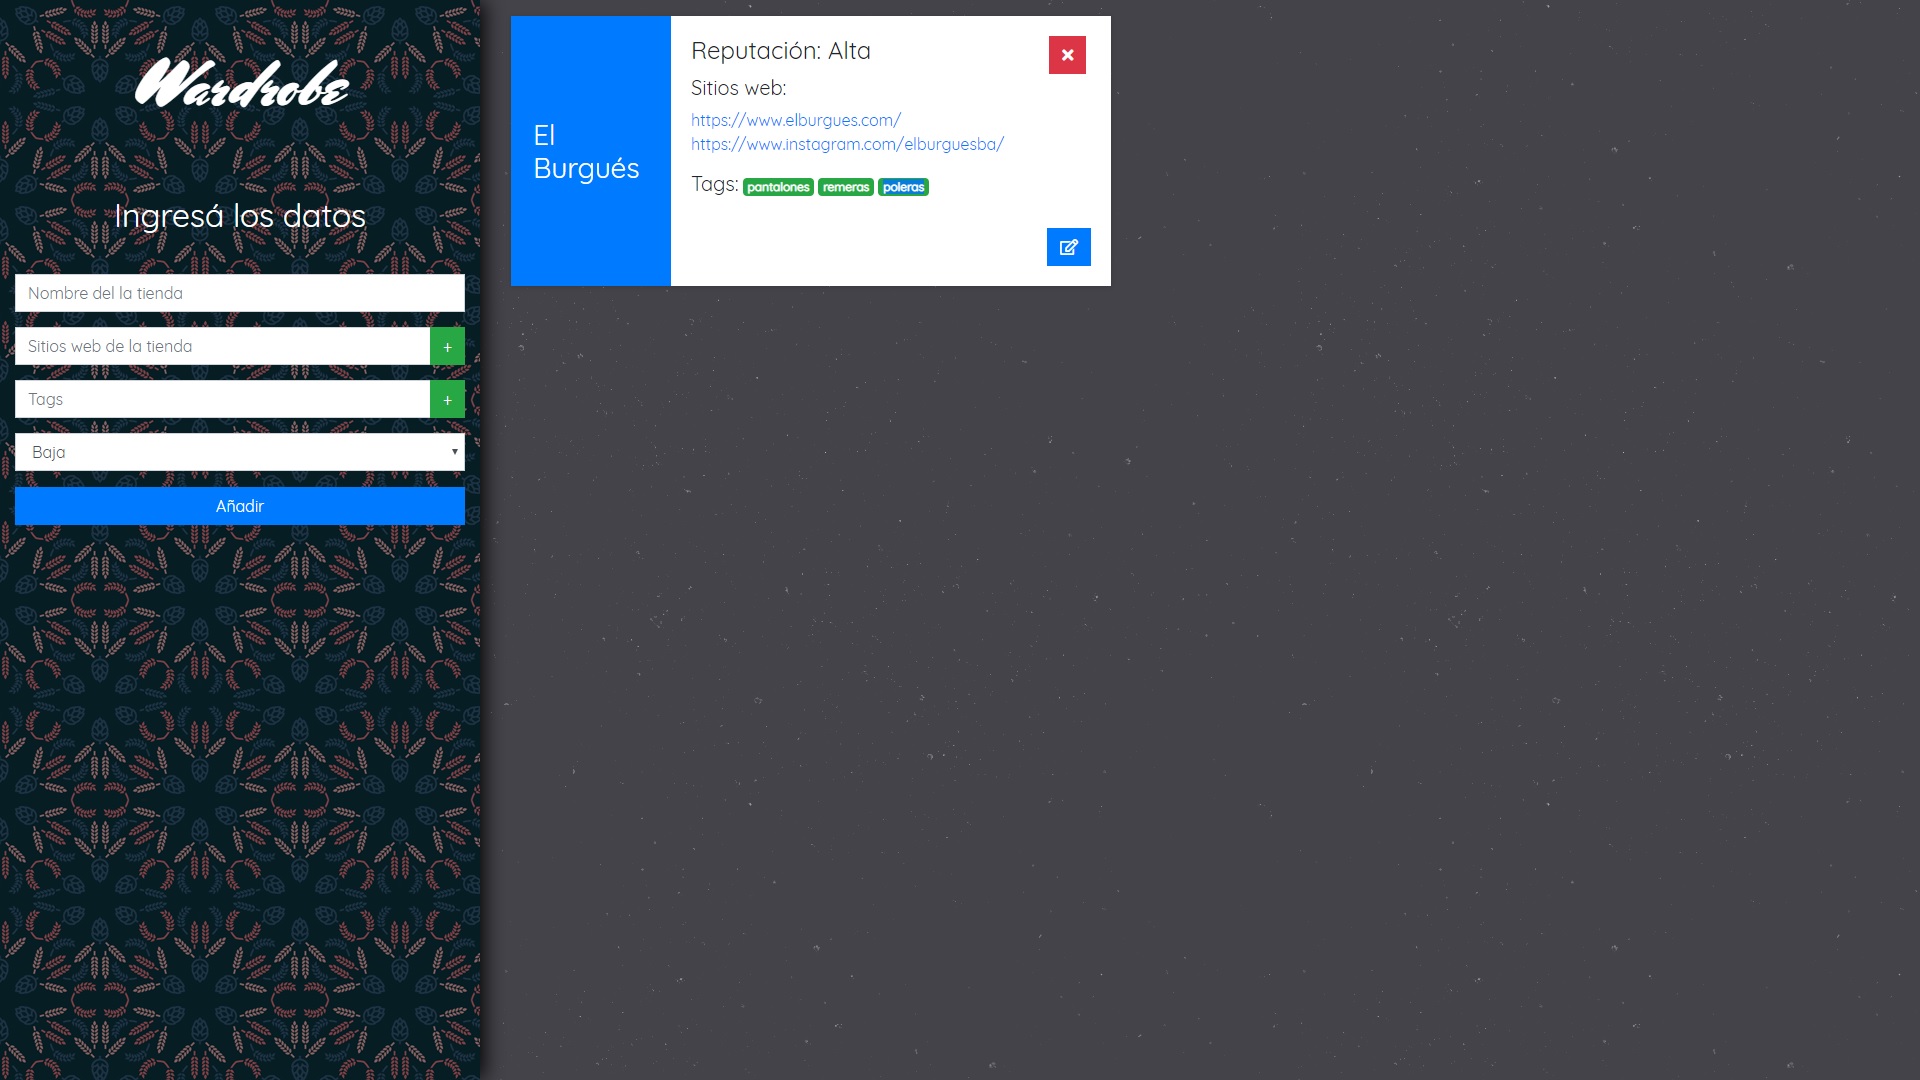 Wardrobe
Ingresá los datos
Nombre del la tienda
Sitios web de la tienda
+
Tags
+
Baja
Añadir
El
Burgués
Reputación: Alta
Sitios web:
https://www.elburgues.com/
https://www.instagram.com/elburguesba/
Tags: pantalones remeras poleras